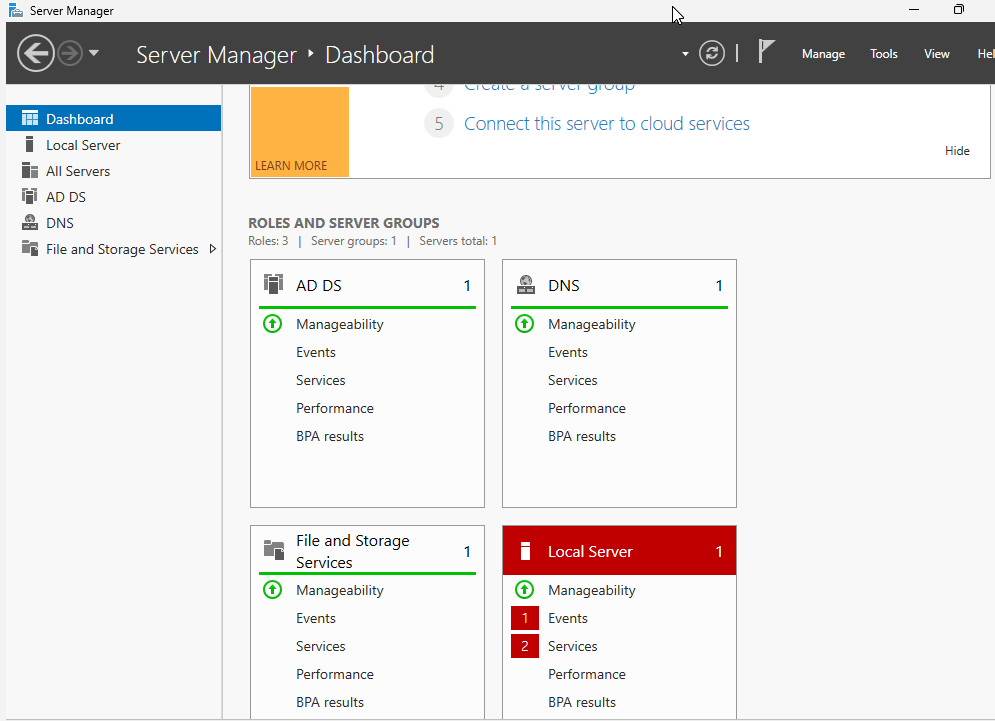 Server Manager
Server Manager ‣ Dashboard
Manage Tools View Hel
Dashboard
Local Server
All Servers
AD DS
DNS
File and Storage Services
4 Create a server group
5 Connect this server to cloud services
LEARN MORE
Hide
ROLES AND SERVER GROUPS
Roles: 3 | Server groups: 1 | Servers total: 1
AD DS 1
Manageability
Events
Services
Performance
BPA results
DNS 1
Manageability
Events
Services
Performance
BPA results
File and Storage
Services 1
Manageability
Events
Services
Performance
BPA results
Local Server 1
Manageability
1 Events
2 Services
Performance
BPA results